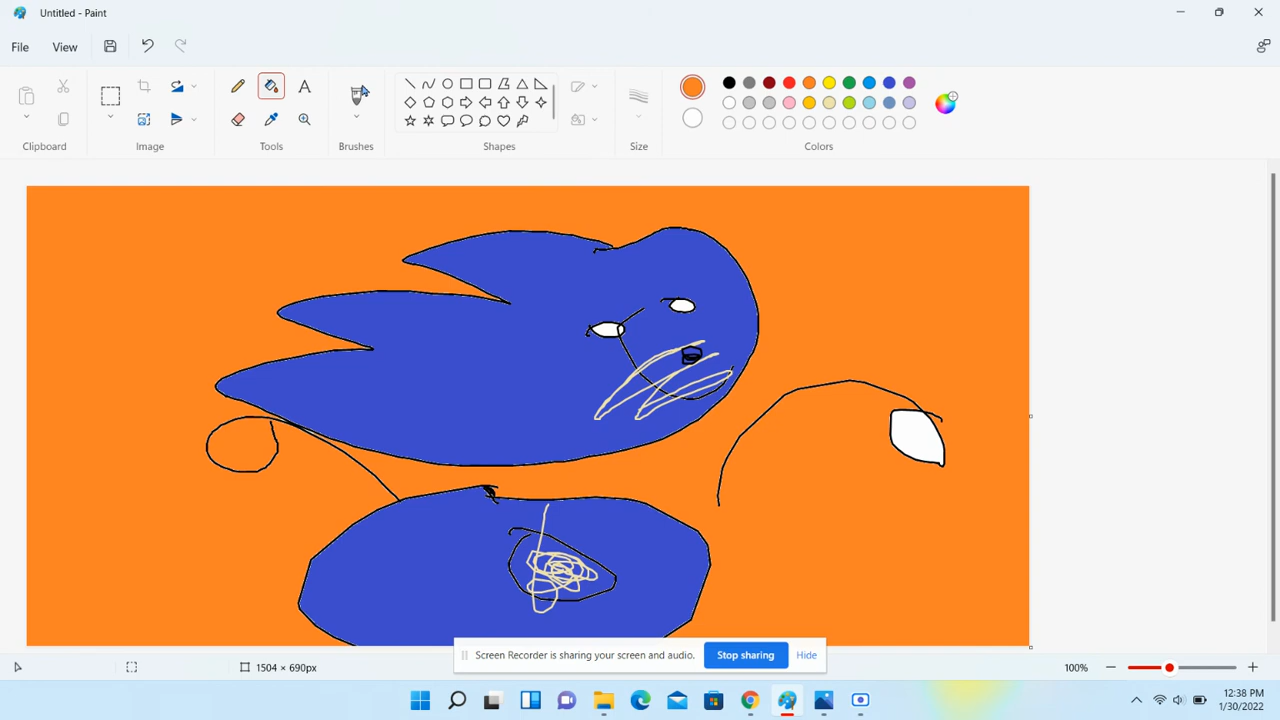 Untitled - Paint
File View
Clipboard Image Tools Brushes Shapes Size Colors
Screen Recorder is sharing your screen and audio. Stop sharing Hide
1504 × 690px 100%
12:38 PM
1/30/2022